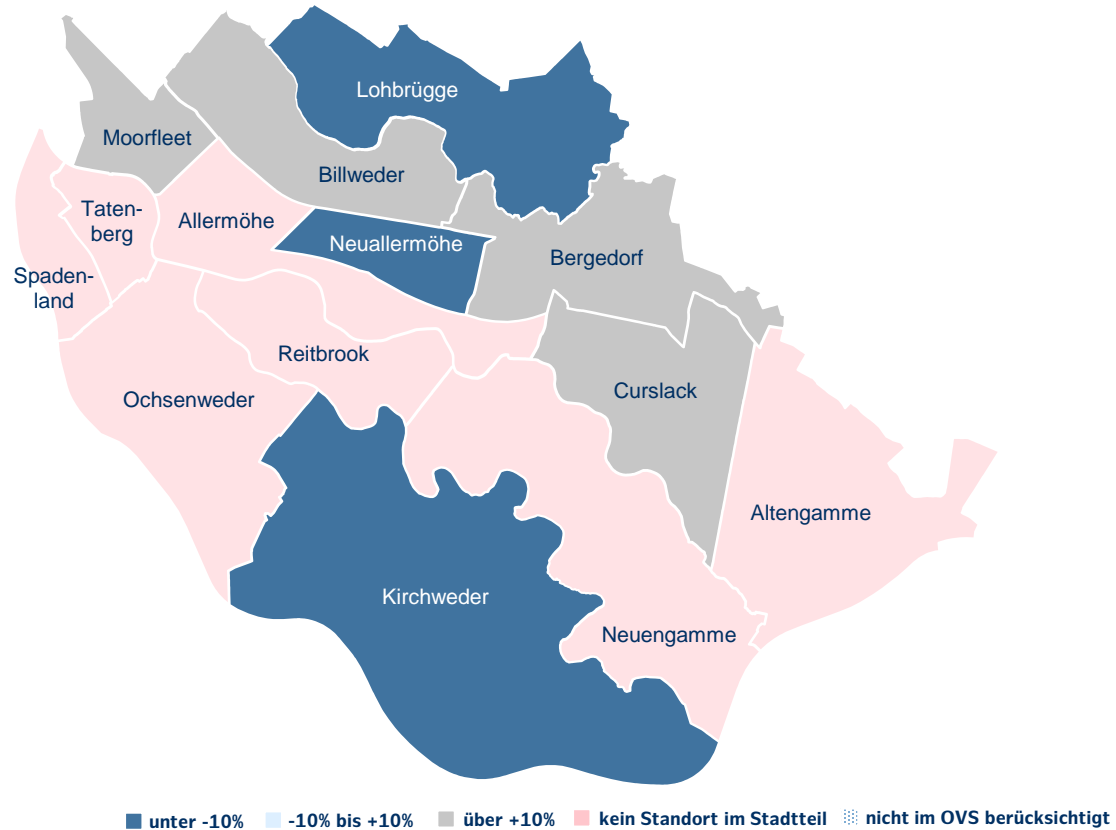 Lohbrügge
Moorfleet
Billweder
Taten-
berg
Allermöhe
Neuallermöhe
Bergedorf
Spaden-
land
Reitbrook
Ochsenweder
Curslack
Altengamme
Kirchweder
Neuengamme
unter -10% -10% bis +10% über +10% kein Standort im Stadtteil nicht im OVS berücksichtigt